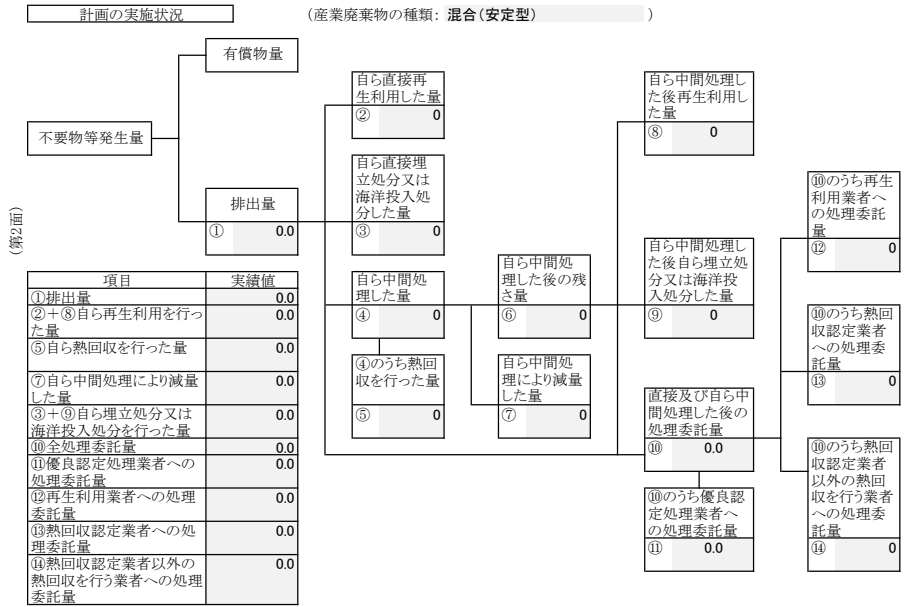 計画の実施状況
(産業廃棄物の種類: 混合(安定型) )
有償物量
不要物等発生量
排出量
① 0.0
(第2面)
自ら直接再
生利用した量
② 0
自ら直接埋
立処分又は
海洋投入処
分した量
③ 0
自ら中間処
理した量
④ 0
④のうち熱回
収を行った量
⑤ 0
自ら中間処
理した後の残
さ量
⑥ 0
自ら中間処
理により減量
した量
⑦ 0
自ら中間処理し
た後再生利用し
た量
⑧ 0
自ら中間処理し
た後自ら埋立処
分又は海洋投
入処分した量
⑨ 0
直接及び自ら中
間処理した後の
処理委託量
⑩ 0.0
⑩のうち優良認
定処理業者へ
の処理委託量
⑪ 0.0
⑩のうち再生
利用業者へ
の処理委託
量
⑫ 0
⑩のうち熱回
収認定業者
への処理委
託量
⑬ 0
⑩のうち熱回
収認定業者
以外の熱回
収を行う業者
への処理委
託量
⑭ 0
項目 実績値
①排出量 0.0
②+⑧自ら再生利用を行っ 0.0
た量
⑤自ら熱回収を行った量 0.0
⑦自ら中間処理により減量 0.0
した量
③+⑨自ら埋立処分又は 0.0
海洋投入処分を行った量
⑩全処理委託量 0.0
⑪優良認定処理業者への 0.0
処理委託量
⑫再生利用業者への処理 0.0
委託量
⑬熱回収認定業者への処 0.0
理委託量
⑭熱回収認定業者以外の 0.0
熱回収を行う業者への処理
委託量